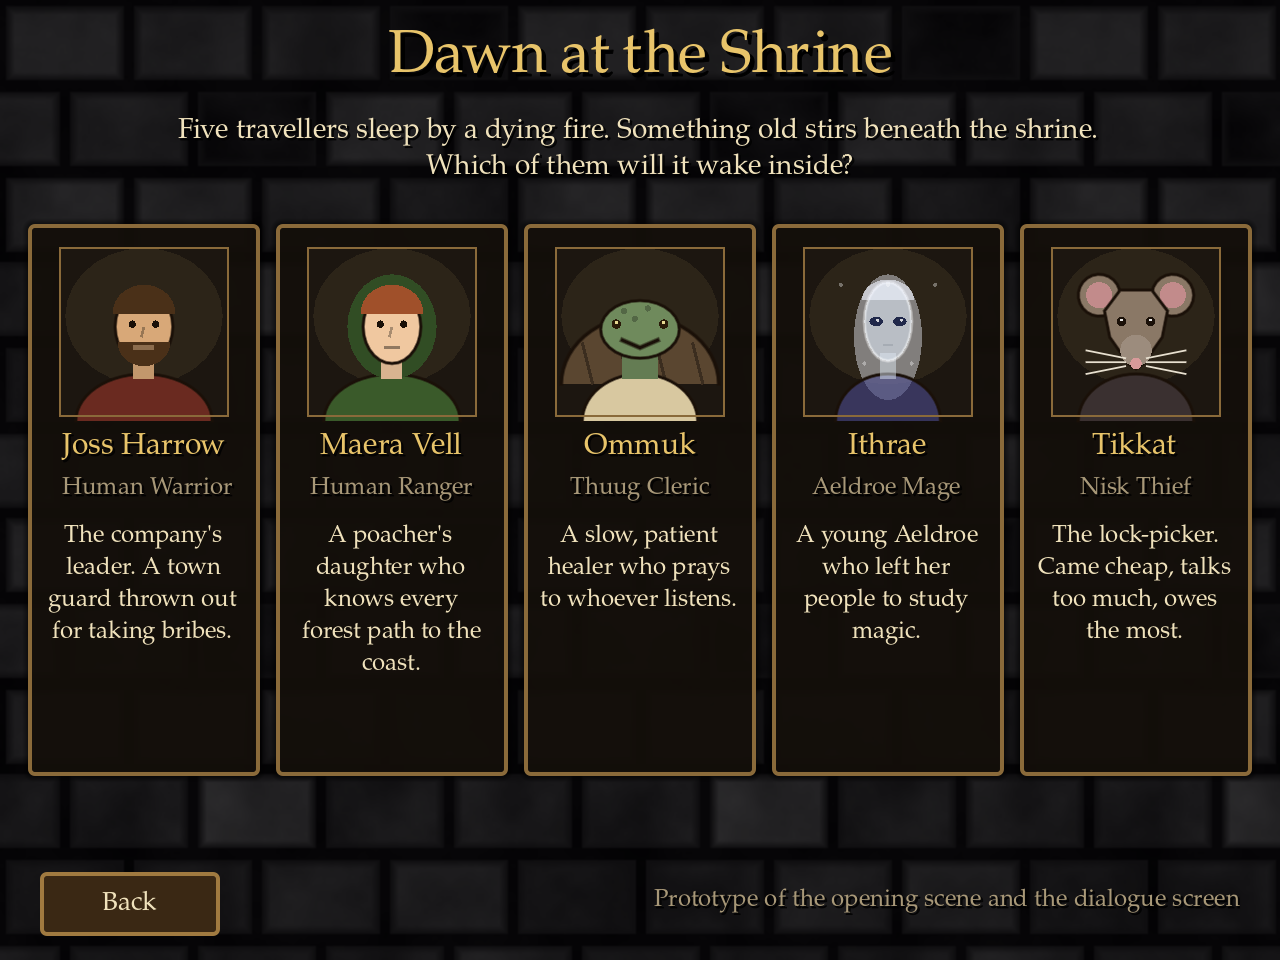 Dawn at the Shrine
Five travellers sleep by a dying fire. Something old stirs beneath the shrine.
Which of them will it wake inside?
Joss Harrow
Human Warrior
The company's
leader. A town
guard thrown out
for taking bribes.
Maera Vell
Human Ranger
A poacher's
daughter who
knows every
forest path to the
coast.
Ommuk
Thuug Cleric
A slow, patient
healer who prays
to whoever listens.
Ithrae
Aeldroe Mage
A young Aeldroe
who left her
people to study
magic.
Tikkat
Nisk Thief
The lock-picker.
Came cheap, talks
too much, owes
the most.
Back
Prototype of the opening scene and the dialogue screen